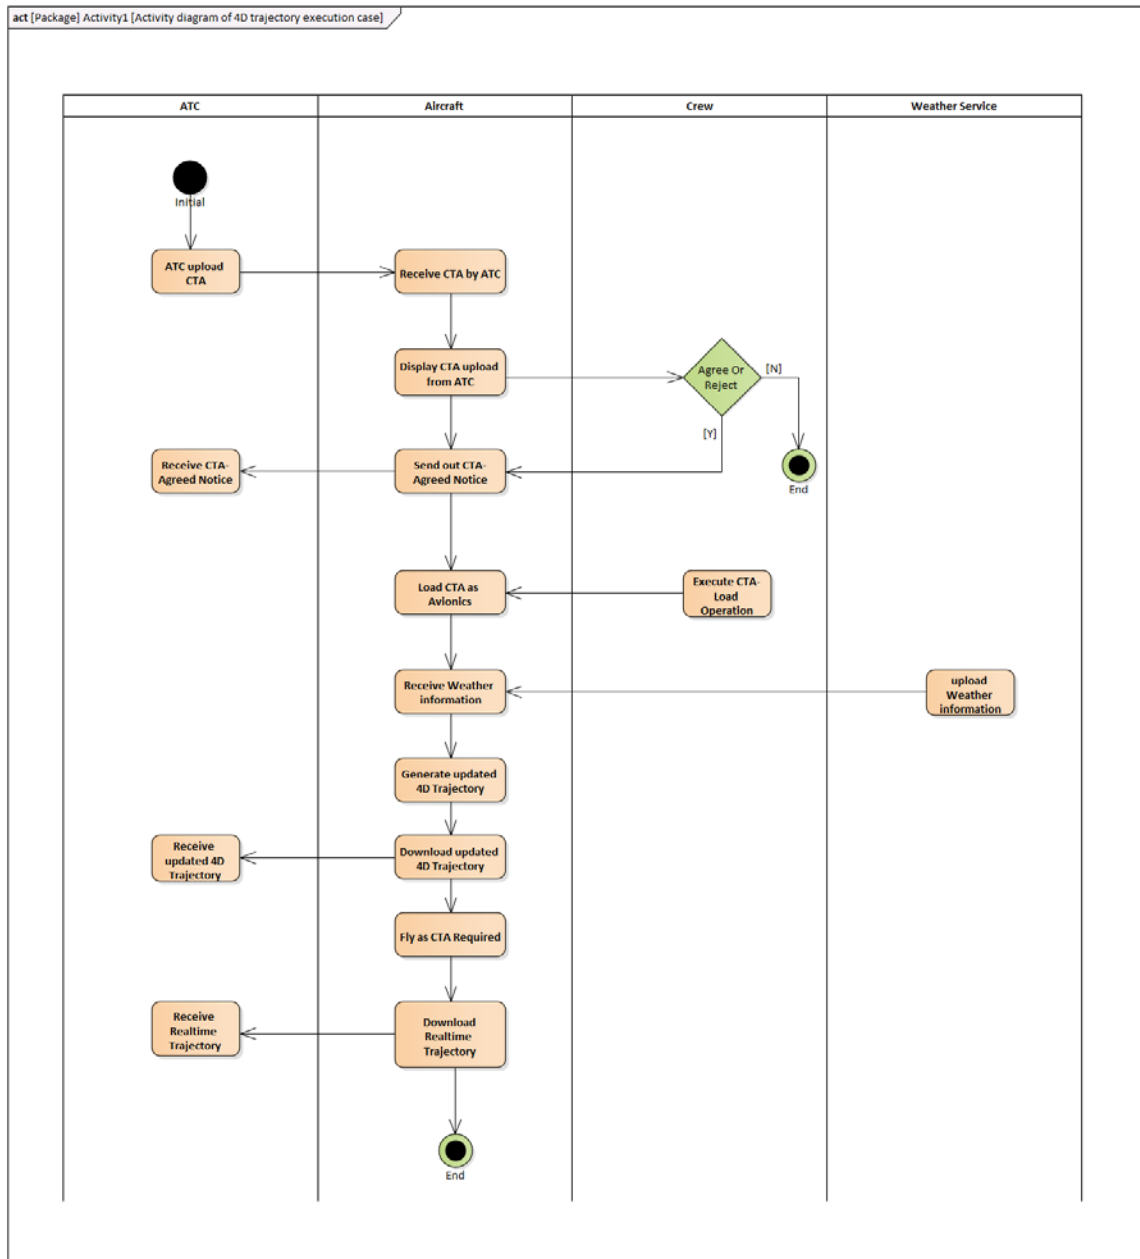 act [Package] Activity1 [Activity diagram of 4D trajectory execution case]
ATC
Aircraft
Crew
Weather Service
Initial
ATC upload
CTA
Receive CTA by ATC
Display CTA upload
from ATC
Agree Or
Reject
[N]
[Y]
Receive CTA-
Agreed Notice
Send out CTA-
Agreed Notice
End
Load CTA as
Avionics
Execute CTA-
Load
Operation
Receive Weather
information
upload
Weather
information
Generate updated
4D Trajectory
Receive
updated 4D
Trajectory
Download updated
4D Trajectory
Fly as CTA Required
Receive
Realtime
Trajectory
Download
Realtime
Trajectory
End